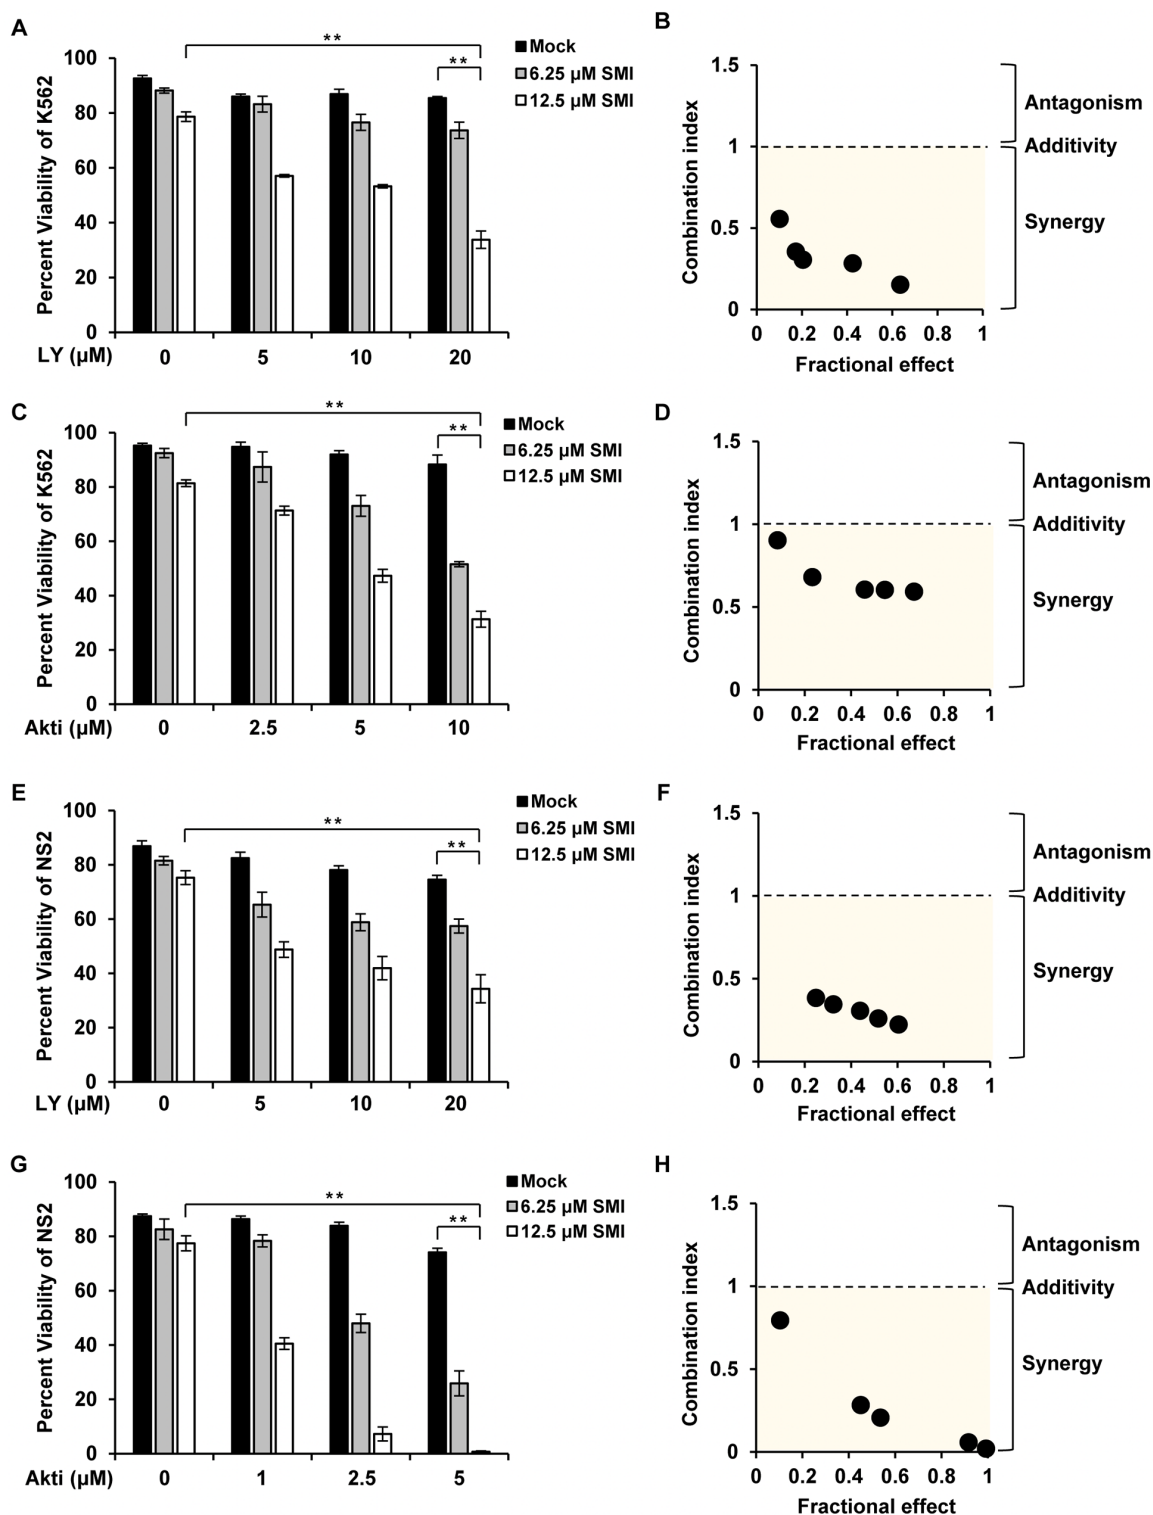 A
Percent Viability of K562
100
80
60
40
20
0
**
**
Mock
6.25 µM SMI
12.5 µM SMI
LY (µM) 0 5 10 20
B
Combination index
1.5
1
0.5
0
0 0.2 0.4 0.6 0.8 1
Fractional effect
Antagonism
Additivity
Synergy
C
Percent Viability of K562
100
80
60
40
20
0
**
**
Mock
6.25 µM SMI
12.5 µM SMI
Akti (µM) 0 2.5 5 10
D
Combination index
1.5
1
0.5
0
0 0.2 0.4 0.6 0.8 1
Fractional effect
Antagonism
Additivity
Synergy
E
Percent Viability of NS2
100
80
60
40
20
0
**
**
Mock
6.25 µM SMI
12.5 µM SMI
LY (µM) 0 5 10 20
F
Combination index
1.5
1
0.5
0
0 0.2 0.4 0.6 0.8 1
Fractional effect
Antagonism
Additivity
Synergy
G
Percent Viability of NS2
100
80
60
40
20
0
**
**
Mock
6.25 µM SMI
12.5 µM SMI
Akti (µM) 0 1 2.5 5
H
Combination index
1.5
1
0.5
0
0 0.2 0.4 0.6 0.8 1
Fractional effect
Antagonism
Additivity
Synergy